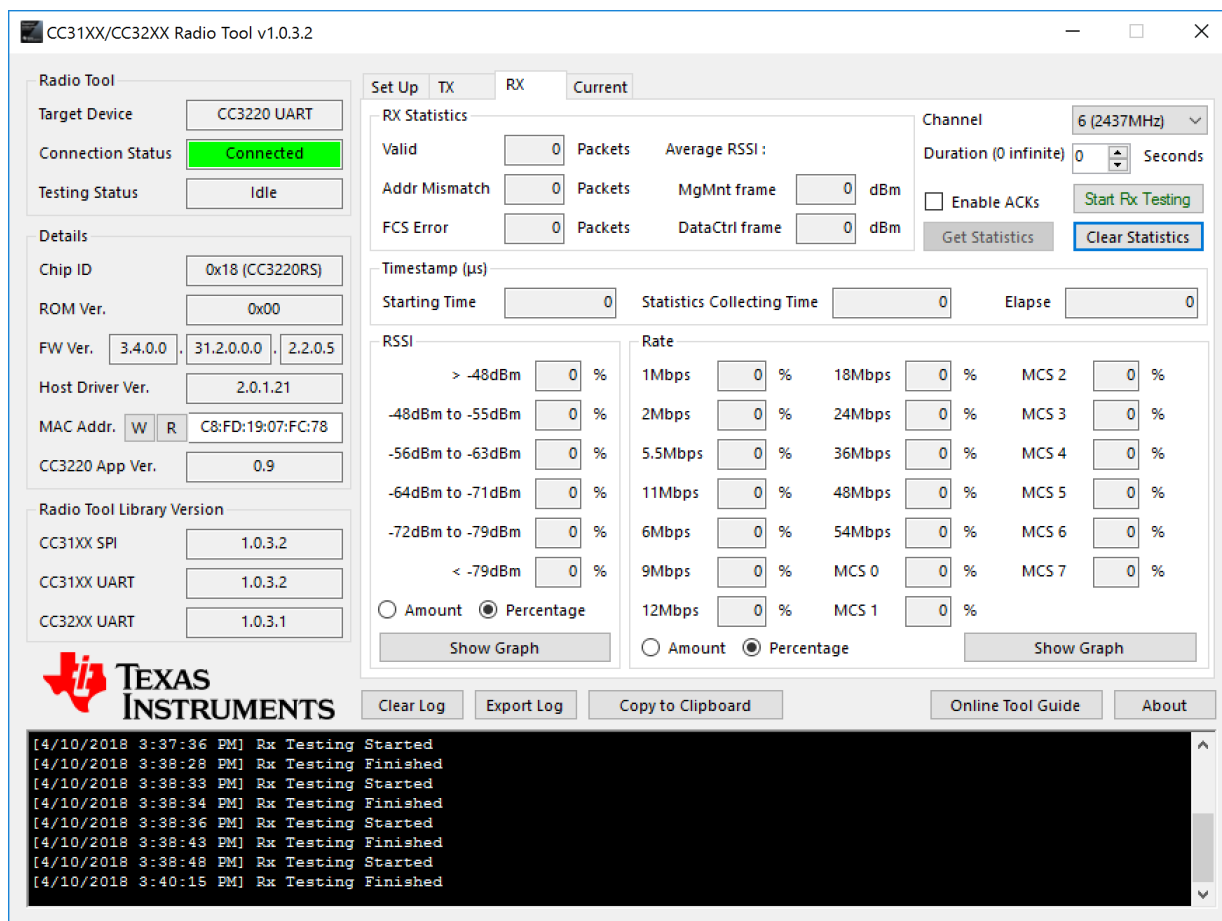 CC31XX/CC32XX Radio Tool v1.0.3.2
Radio Tool
Target Device CC3220 UART
Connection Status Connected
Testing Status Idle
Details
Chip ID 0x18 (CC3220RS)
ROM Ver. 0x00
FW Ver. 3.4.0.0 . 31.2.0.0.0 . 2.2.0.5
Host Driver Ver. 2.0.1.21
MAC Addr. W R C8:FD:19:07:FC:78
CC3220 App Ver. 0.9
Radio Tool Library Version
CC31XX SPI 1.0.3.2
CC31XX UART 1.0.3.2
CC32XX UART 1.0.3.1
TEXAS
INSTRUMENTS
Set Up TX RX Current
RX Statistics
Valid 0 Packets Average RSSI :
Addr Mismatch 0 Packets MgMnt frame 0 dBm
FCS Error 0 Packets DataCtrl frame 0 dBm
Channel 6 (2437MHz)
Duration (0 infinite) 0 Seconds
Enable ACKs Start Rx Testing
Get Statistics Clear Statistics
Timestamp (µs)
Starting Time 0 Statistics Collecting Time 0 Elapse 0
RSSI
> -48dBm 0 %
-48dBm to -55dBm 0 %
-56dBm to -63dBm 0 %
-64dBm to -71dBm 0 %
-72dBm to -79dBm 0 %
< -79dBm 0 %
Amount Percentage
Show Graph
Rate
1Mbps 0 % 18Mbps 0 % MCS 2 0 %
2Mbps 0 % 24Mbps 0 % MCS 3 0 %
5.5Mbps 0 % 36Mbps 0 % MCS 4 0 %
11Mbps 0 % 48Mbps 0 % MCS 5 0 %
6Mbps 0 % 54Mbps 0 % MCS 6 0 %
9Mbps 0 % MCS 0 0 % MCS 7 0 %
12Mbps 0 % MCS 1 0 %
Amount Percentage Show Graph
Clear Log Export Log Copy to Clipboard Online Tool Guide About
[4/10/2018 3:37:36 PM] Rx Testing Started
[4/10/2018 3:38:28 PM] Rx Testing Finished
[4/10/2018 3:38:33 PM] Rx Testing Started
[4/10/2018 3:38:34 PM] Rx Testing Finished
[4/10/2018 3:38:36 PM] Rx Testing Started
[4/10/2018 3:38:43 PM] Rx Testing Finished
[4/10/2018 3:38:48 PM] Rx Testing Started
[4/10/2018 3:40:15 PM] Rx Testing Finished